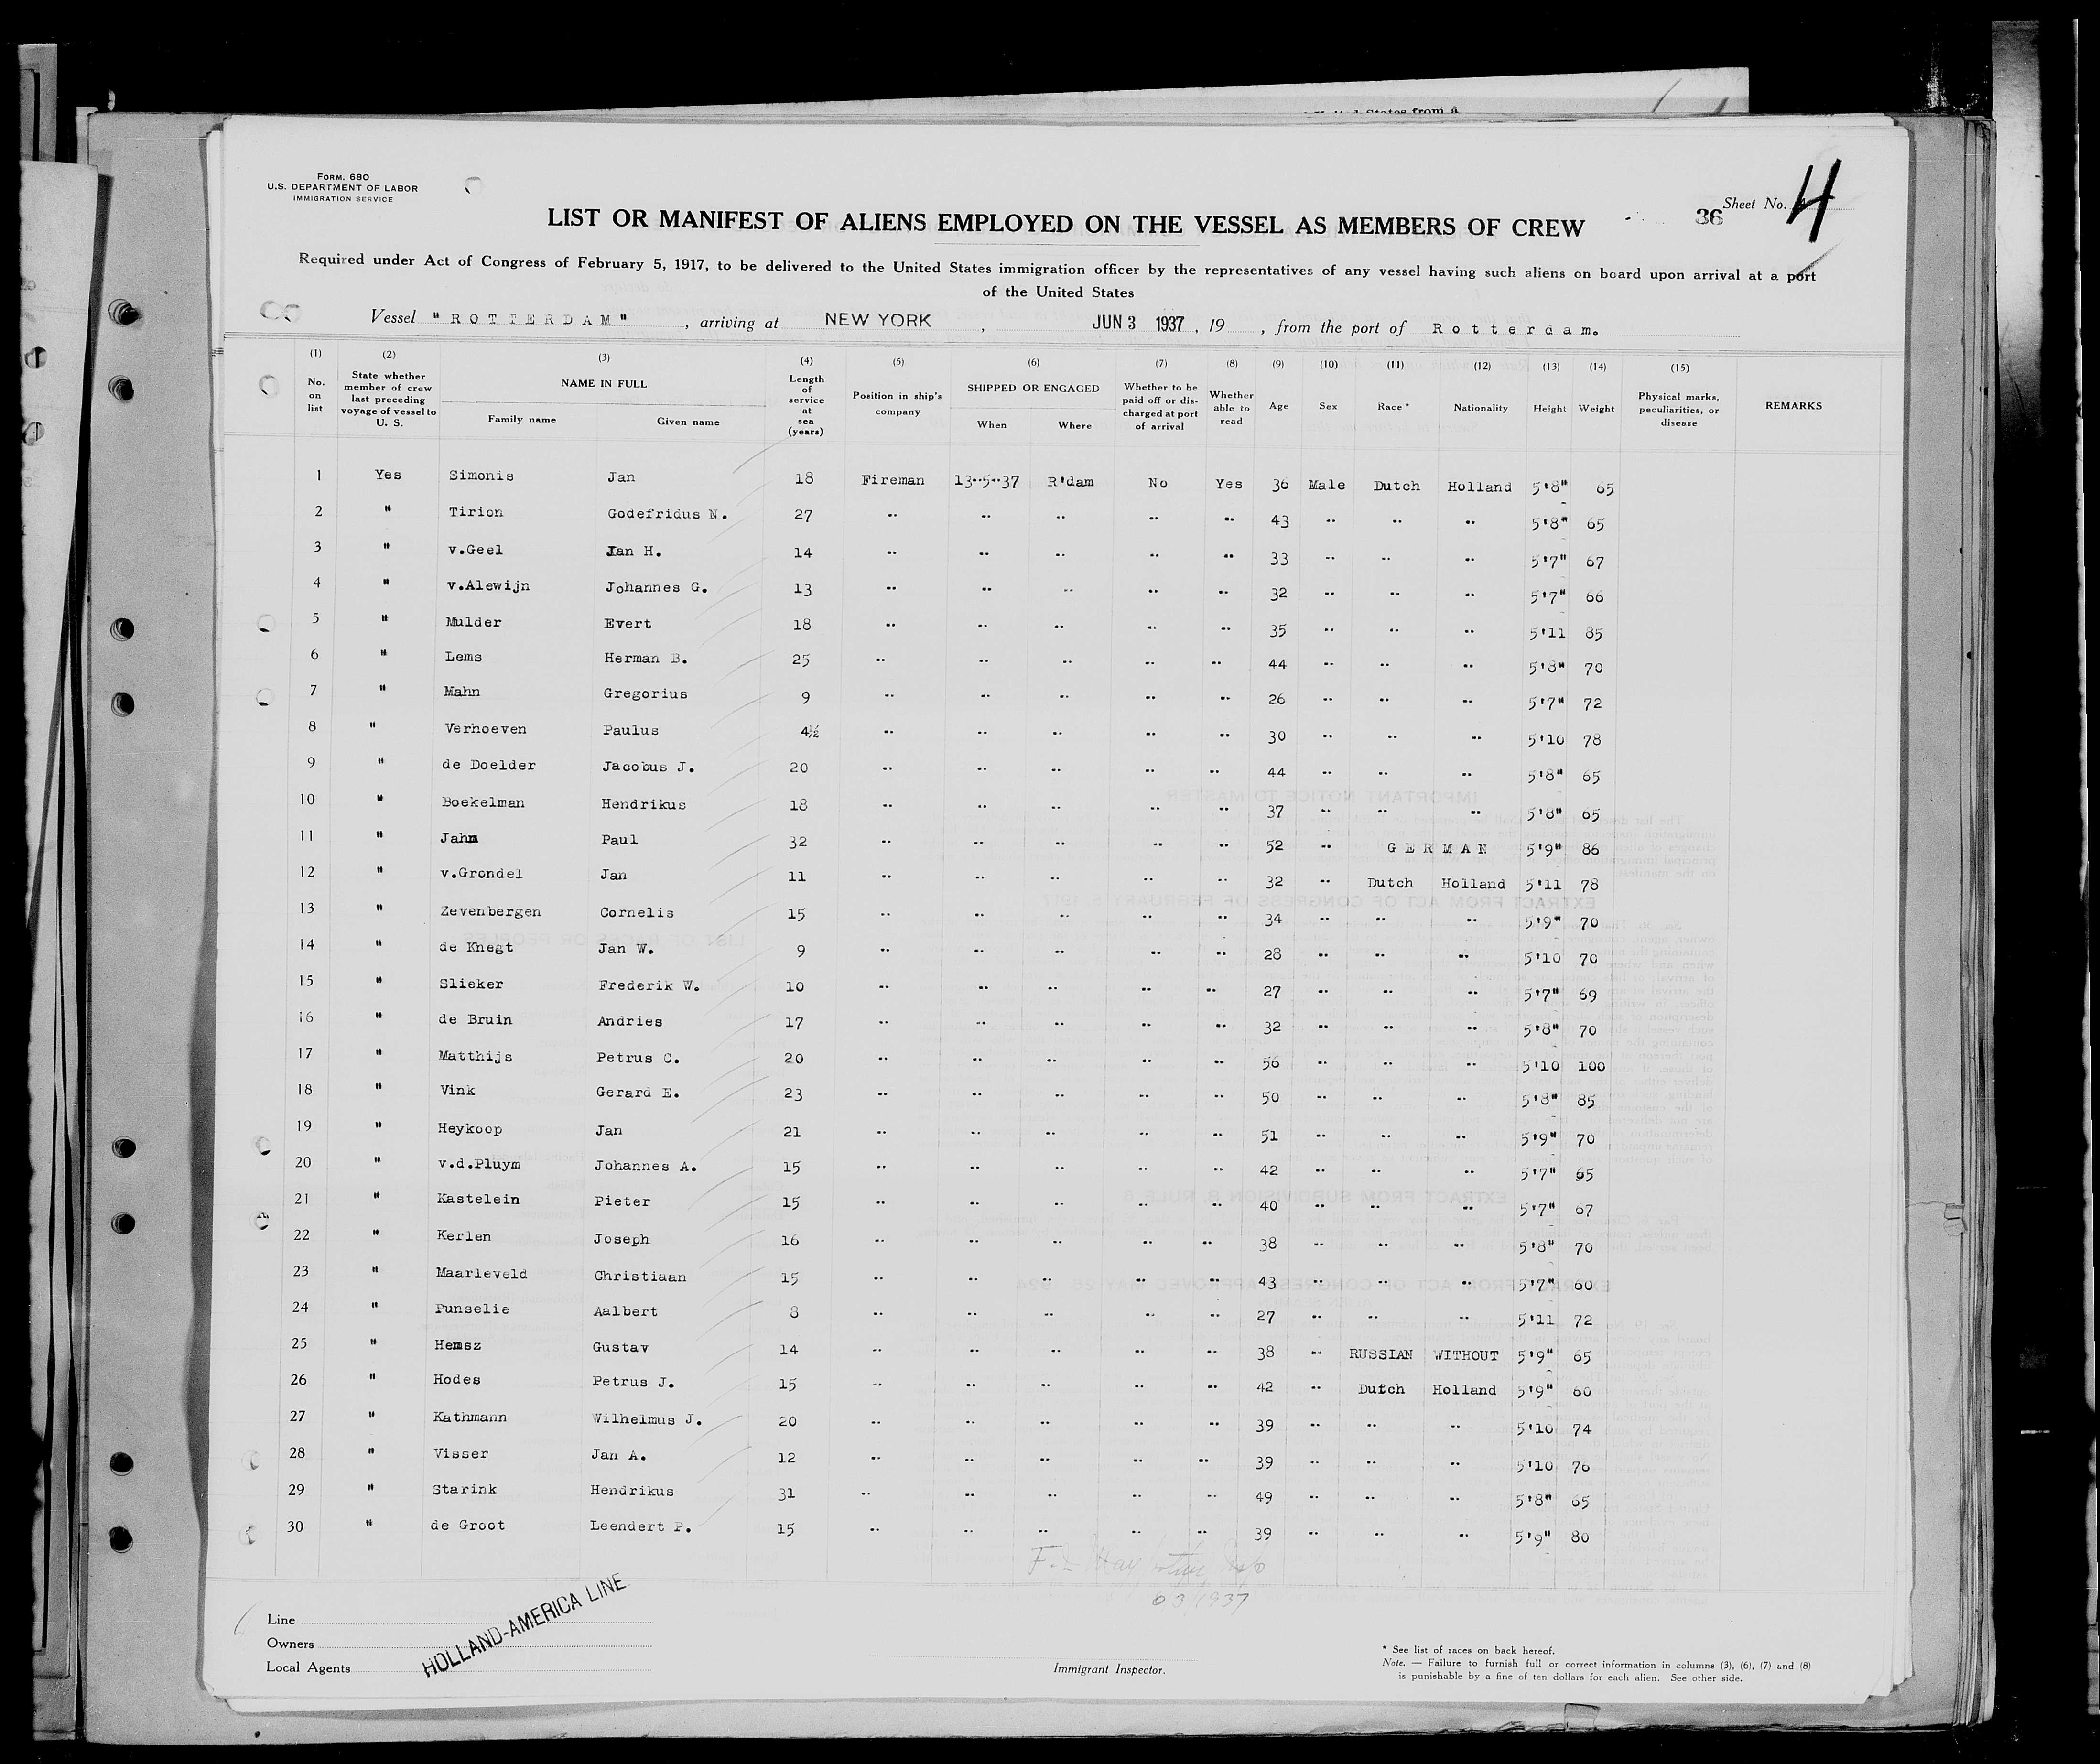 United States from a
FORM. 680
U.S. DEPARTMENT OF LABOR
IMMIGRATION SERVICE
Sheet No. 4
36
LIST OR MANIFEST OF ALIENS EMPLOYED ON THE VESSEL AS MEMBERS OF CREW
Required under Act of Congress of February 5, 1917, to be delivered to the United States immigration officer by the representatives of any vessel having such aliens on board upon arrival at a port
of the United States
Vessel "ROTTERDAM" , arriving at NEW YORK , JUN 3 1937 , 19 , from the port of Rotterdam.
(1) (2) (3) (4) (5) (6) (7) (8) (9) (10) (11) (12) (13) (14) (15)
No. on list State whether member of crew last preceding voyage of vessel to U. S. NAME IN FULL Family name Given name Length of service at sea (years) Position in ship's company SHIPPED OR ENGAGED When Where Whether to be paid off or discharged at port of arrival Whether able to read Age Sex Race * Nationality Height Weight Physical marks, peculiarities, or disease REMARKS
1 Yes Simonis Jan 18 Fireman 13-5-37 R'dam No Yes 36 Male Dutch Holland 5'8" 65
2 " Tirion Godefridus N. 27 " " " " " 43 " " " 5'8" 65
3 " v.Geel Jan H. 14 " " " " " 33 " " " 5'7" 67
4 " v.Alewijn Johannes G. 13 " " " " " 32 " " " 5'7" 66
5 " Mulder Evert 18 " " " " " 35 " " " 5'11 85
6 " Lems Herman B. 25 " " " " " 44 " " " 5'8" 70
7 " Mahn Gregorius 9 " " " " " 26 " " " 5'7" 72
8 " Verhoeven Paulus 4½ " " " " " 30 " " " 5'10 78
9 " de Doelder Jacobus J. 20 " " " " " 44 " " " 5'8" 65
10 " Boekelman Hendrikus 18 " " " " " 37 " " " 5'8" 65
11 " Jahn Paul 32 " " " " " 52 " GERMAN 5'9" 86
12 " v.Grondel Jan 11 " " " " " 32 " Dutch Holland 5'11 78
13 " Zevenbergen Cornelis 15 " " " " " 34 " " " 5'9" 70
14 " de Knegt Jan W. 9 " " " " " 28 " " " 5'10 70
15 " Slieker Frederik W. 10 " " " " " 27 " " " 5'7" 69
16 " de Bruin Andries 17 " " " " " 32 " " " 5'8" 70
17 " Matthijs Petrus C. 20 " " " " " 56 " " " 5'10 100
18 " Vink Gerard E. 23 " " " " " 50 " " " 5'8" 85
19 " Heykoop Jan 21 " " " " " 51 " " " 5'9" 70
20 " v.d.Pluym Johannes A. 15 " " " " " 42 " " " 5'7" 65
21 " Kastelein Pieter 15 " " " " " 40 " " " 5'7" 67
22 " Kerlen Joseph 16 " " " " " 38 " " " 5'8" 70
23 " Maarleveld Christiaan 15 " " " " " 43 " " " 5'7" 60
24 " Punselie Aalbert 8 " " " " " 27 " " " 5'11 72
25 " Hemsz Gustav 14 " " " " " 38 " RUSSIAN WITHOUT 5'9" 65
26 " Hodes Petrus J. 15 " " " " " 42 " Dutch Holland 5'9" 60
27 " Kathmann Wilhelmus J. 20 " " " " " 39 " " " 5'10 74
28 " Visser Jan A. 12 " " " " " 39 " " " 5'10 76
29 " Starink Hendrikus 31 " " " " " 49 " " " 5'8" 65
30 " de Groot Leendert P. 15 " " " " " 39 " " " 5'9" 80
1937
Line
Owners
Local Agents
HOLLAND-AMERICA LINE
Immigrant Inspector.
* See list of races on back hereof.
Note. — Failure to furnish full or correct information in columns (3), (6), (7) and (8)
is punishable by a fine of ten dollars for each alien. See other side.